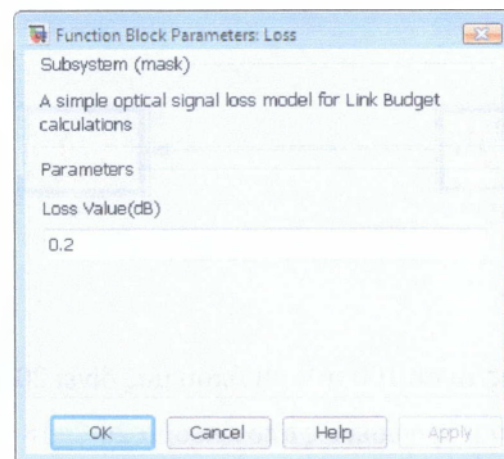 Function Block Parameters: Loss
Subsystem (mask)
A simple optical signal loss model for Link Budget
calculations
Parameters
Loss Value(dB)
0.2
OK Cancel Help Apply